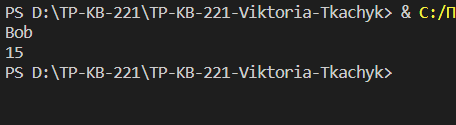 PS D:\TP-KB-221\TP-KB-221-Viktoria-Tkachyk> & C:/П
Bob
15
PS D:\TP-KB-221\TP-KB-221-Viktoria-Tkachyk>